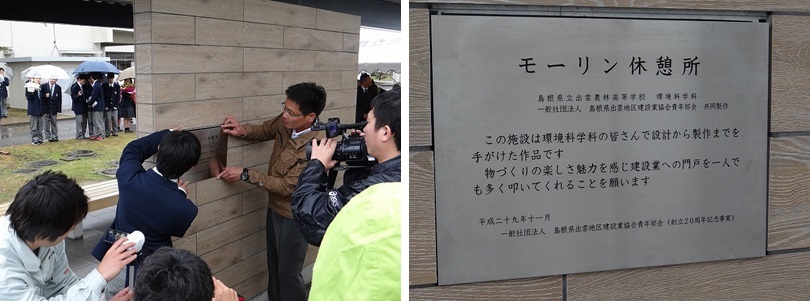 モーリン休憩所
島根県立出雲農林高等学校　環境科学科
一般社団法人　島根県出雲地区建設業協会青年部会　共同製作
この施設は環境科学科の皆さんで設計から製作までを
手がけた作品です
物づくりの楽しさ魅力を感じ建設業への門戸を一人で
も多く叩いてくれることを願います
平成二十九年十一月
一般社団法人　島根県出雲地区建設業協会青年部会（創立20周年記念事業）